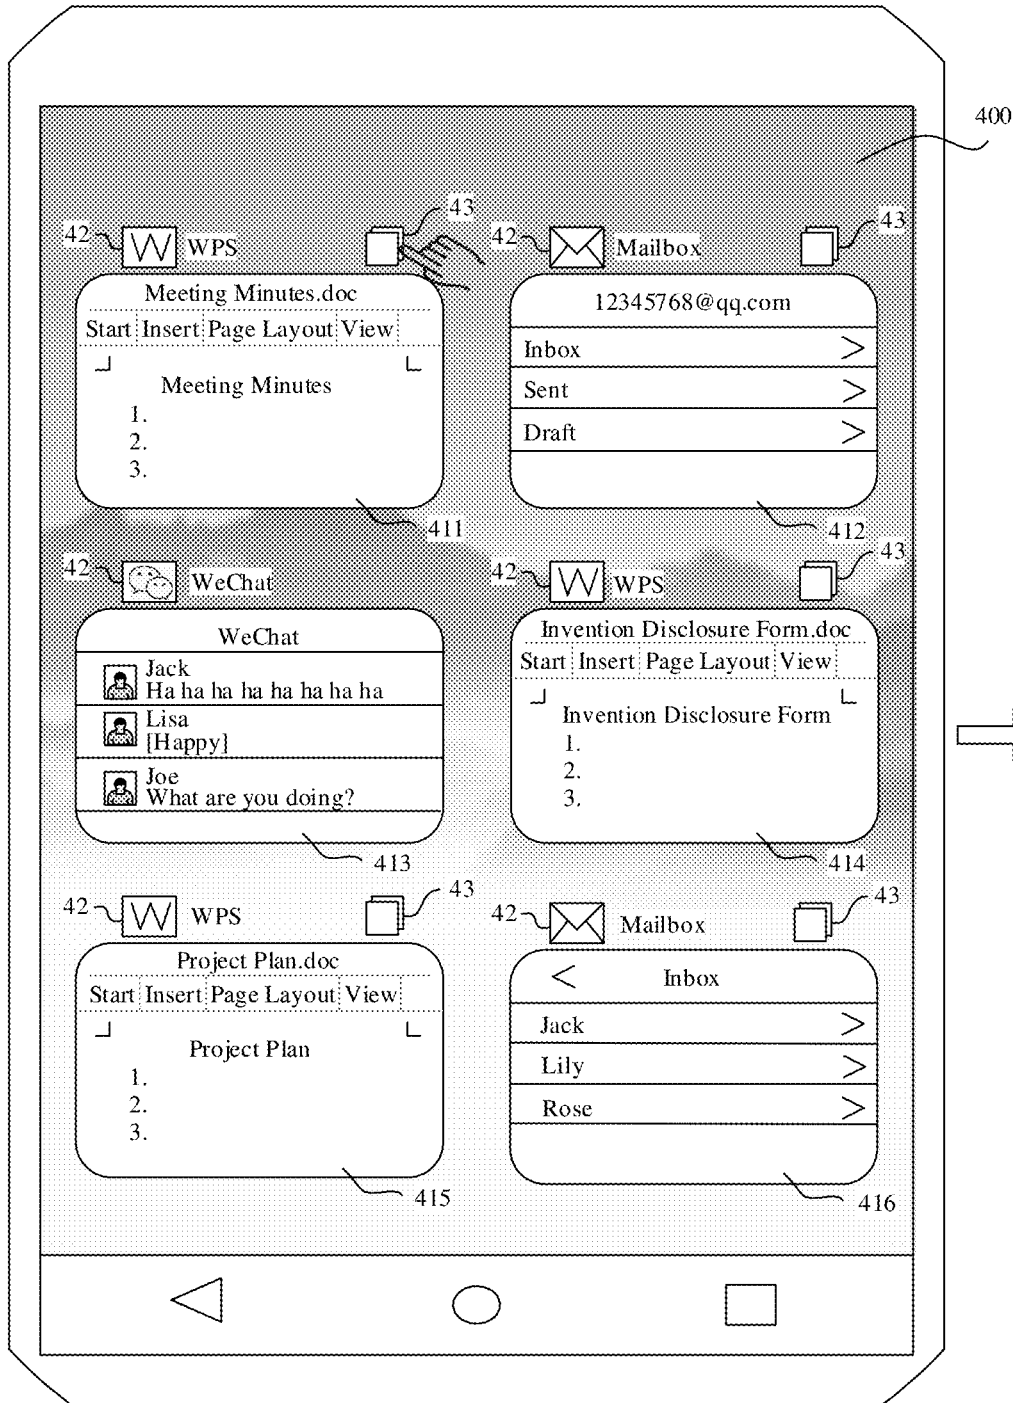 400
42 WPS 43
42 Mailbox 43
Meeting Minutes.doc
Start Insert Page Layout View
Meeting Minutes
1.
2.
3.
411
12345768@qq.com
Inbox >
Sent >
Draft >
412
42 WeChat
42 WPS 43
WeChat
Jack
Ha ha ha ha ha ha ha ha
Lisa
[Happy]
Joe
What are you doing?
413
Invention Disclosure Form.doc
Start Insert Page Layout View
Invention Disclosure Form
1.
2.
3.
414
42 WPS 43
42 Mailbox 43
Project Plan.doc
Start Insert Page Layout View
Project Plan
1.
2.
3.
415
< Inbox
Jack >
Lily >
Rose >
416